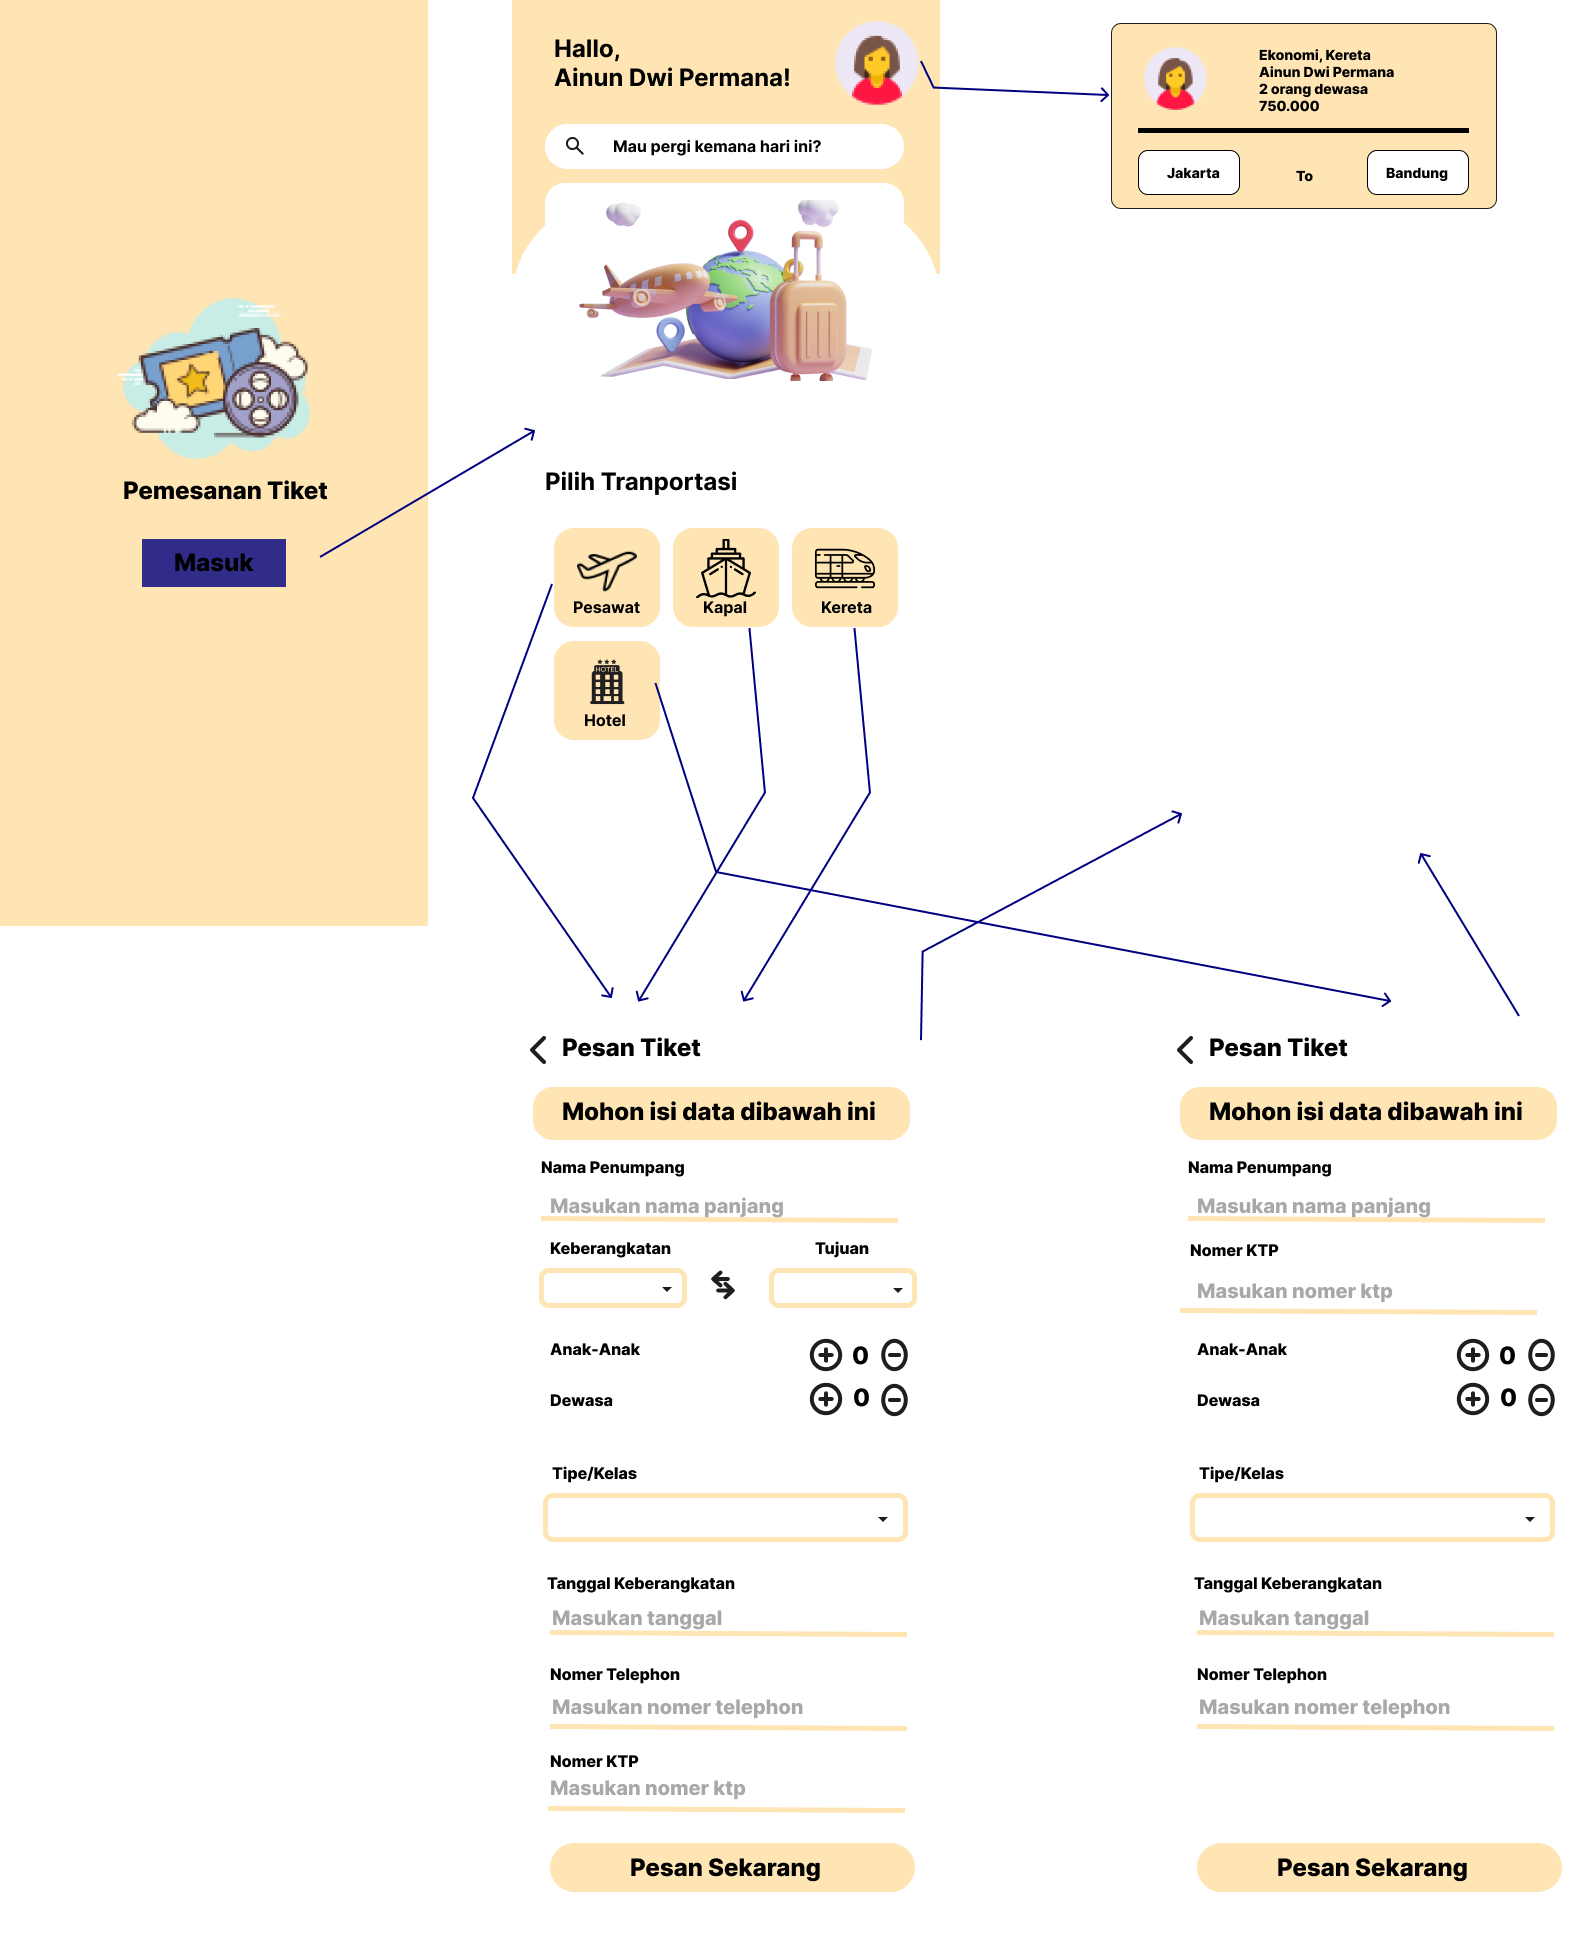 Pemesanan Tiket
Masuk
Hallo,
Ainun Dwi Permana!
Mau pergi kemana hari ini?
Pilih Tranportasi
Pesawat
Kapal
Kereta
HOTEL
Hotel
Ekonomi, Kereta
Ainun Dwi Permana
2 orang dewasa
750.000
Jakarta
To
Bandung
Pesan Tiket
Mohon isi data dibawah ini
Nama Penumpang
Masukan nama panjang
Keberangkatan
Tujuan
Anak-Anak
0
Dewasa
0
Tipe/Kelas
Tanggal Keberangkatan
Masukan tanggal
Nomer Telephon
Masukan nomer telephon
Nomer KTP
Masukan nomer ktp
Pesan Sekarang
Pesan Tiket
Mohon isi data dibawah ini
Nama Penumpang
Masukan nama panjang
Nomer KTP
Masukan nomer ktp
Anak-Anak
0
Dewasa
0
Tipe/Kelas
Tanggal Keberangkatan
Masukan tanggal
Nomer Telephon
Masukan nomer telephon
Pesan Sekarang